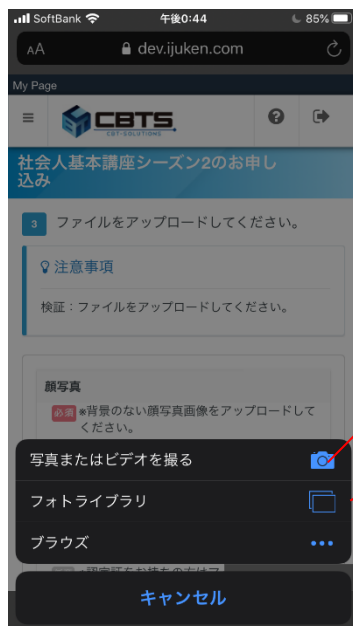 SoftBank 午後0:44 85%
AA dev.ijuken.com
My Page
CBTS
CBT-SOLUTIONS
社会人基本講座シーズン2のお申し
込み
3 ファイルをアップロードしてください。
注意事項
検証：ファイルをアップロードしてください。
顔写真
必須 ※背景のない顔写真画像をアップロードして
ください。
写真またはビデオを撮る
フォトライブラリ
ブラウズ
キャンセル